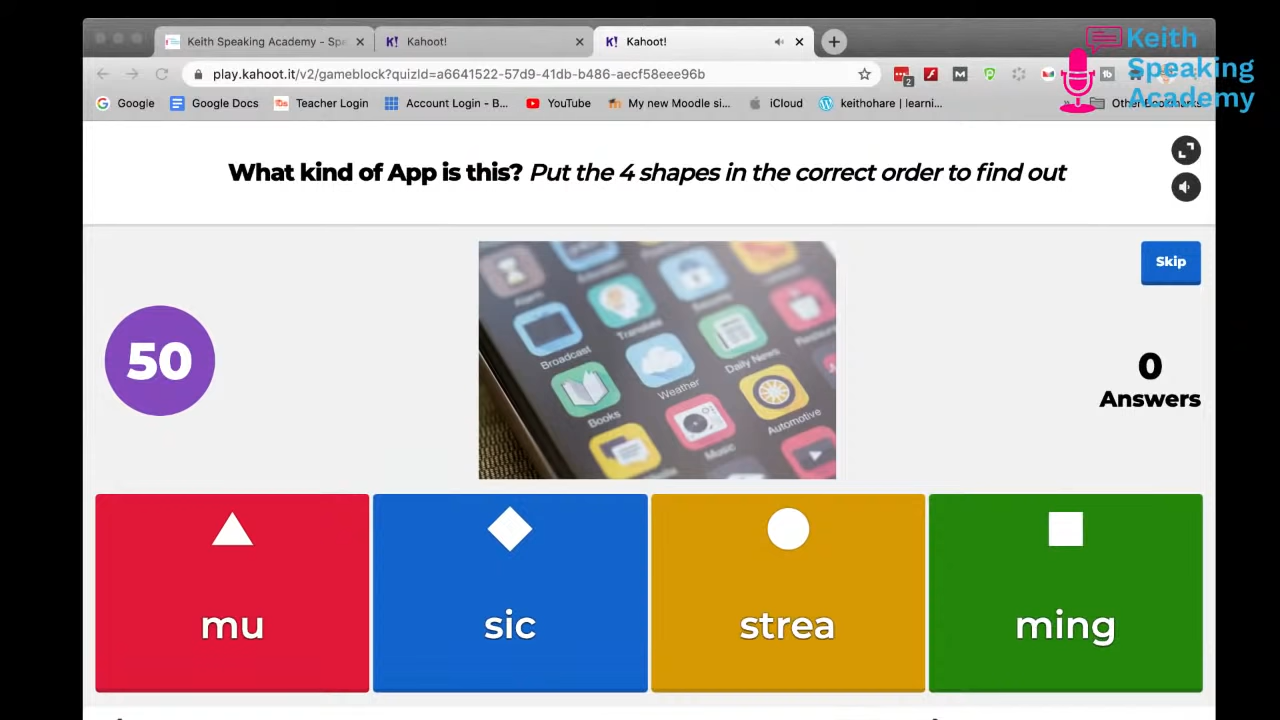 Keith Speaking Academy - Spe
Kahoot!
Kahoot!
Keith
Speaking
Academy
play.kahoot.it/v2/gameblock?quizId=a6641522-57d9-41db-b486-aecf58eee96b
2
Google
Google Docs
Teacher Login
Account Login - B...
YouTube
My new Moodle si...
iCloud
keithohare | learni...
Other Bookmarks
What kind of App is this? Put the 4 shapes in the correct order to find out
Skip
50
0
Answers
Translate
Broadcast
Daily News
Weather
Books
Automotive
Music
mu
sic
strea
ming